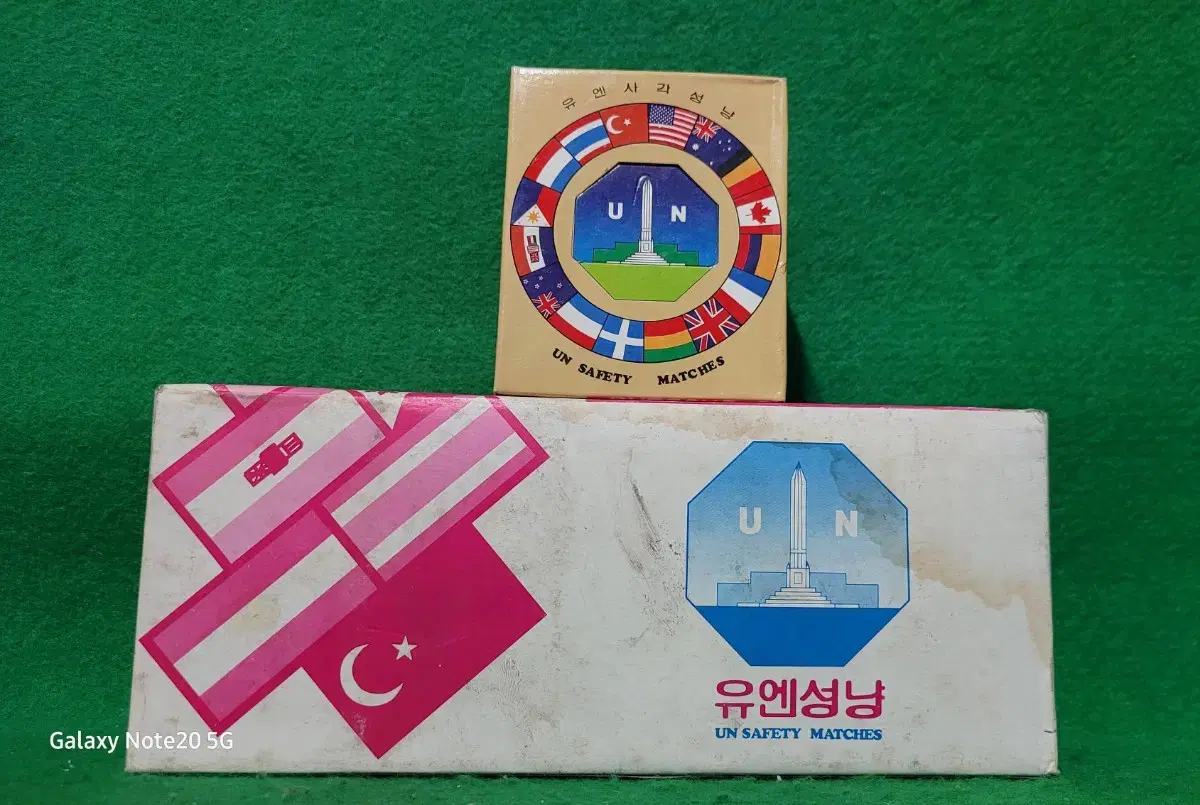 유엔사각성냥
U N
UN SAFETY MATCHES
U N
유엔성냥
UN SAFETY MATCHES
Galaxy Note20 5G